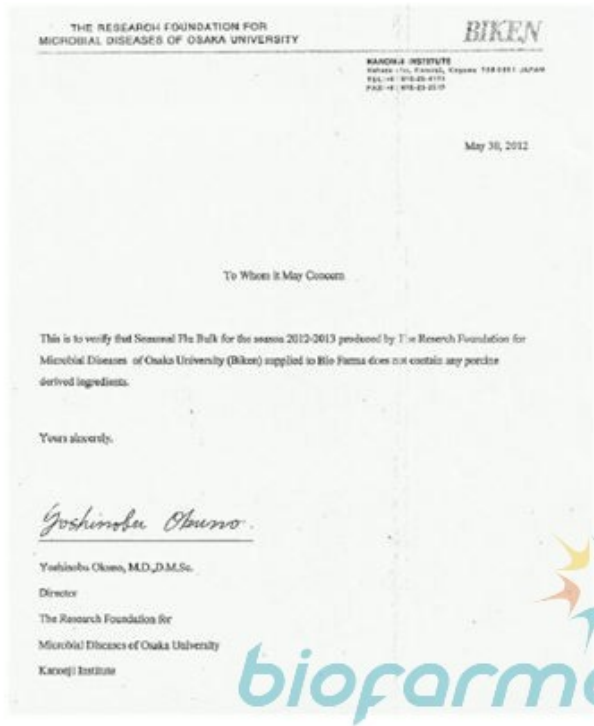 THE RESEARCH FOUNDATION FOR
MICROBIAL DISEASES OF OSAKA UNIVERSITY
BIKEN
KANONJI INSTITUTE
JAPAN
May 30, 2012
To Whom it May Concern
This is to verify that Seasonal Flu Bulk for the season 2012-2013 produced by The Reserch Foundation for
Microbial Diseases of Osaka University (Biken) supplied to Bio Farma does not contain any porcine
derived ingredients.
Yours sincerely.
Yoshinobu Okuno.
Yoshinobu Okuno, M.D.,D.M.Sc.
Director
The Research Foundation for
Microbial Diseases of Osaka University
Kanonji Institute
biofarma